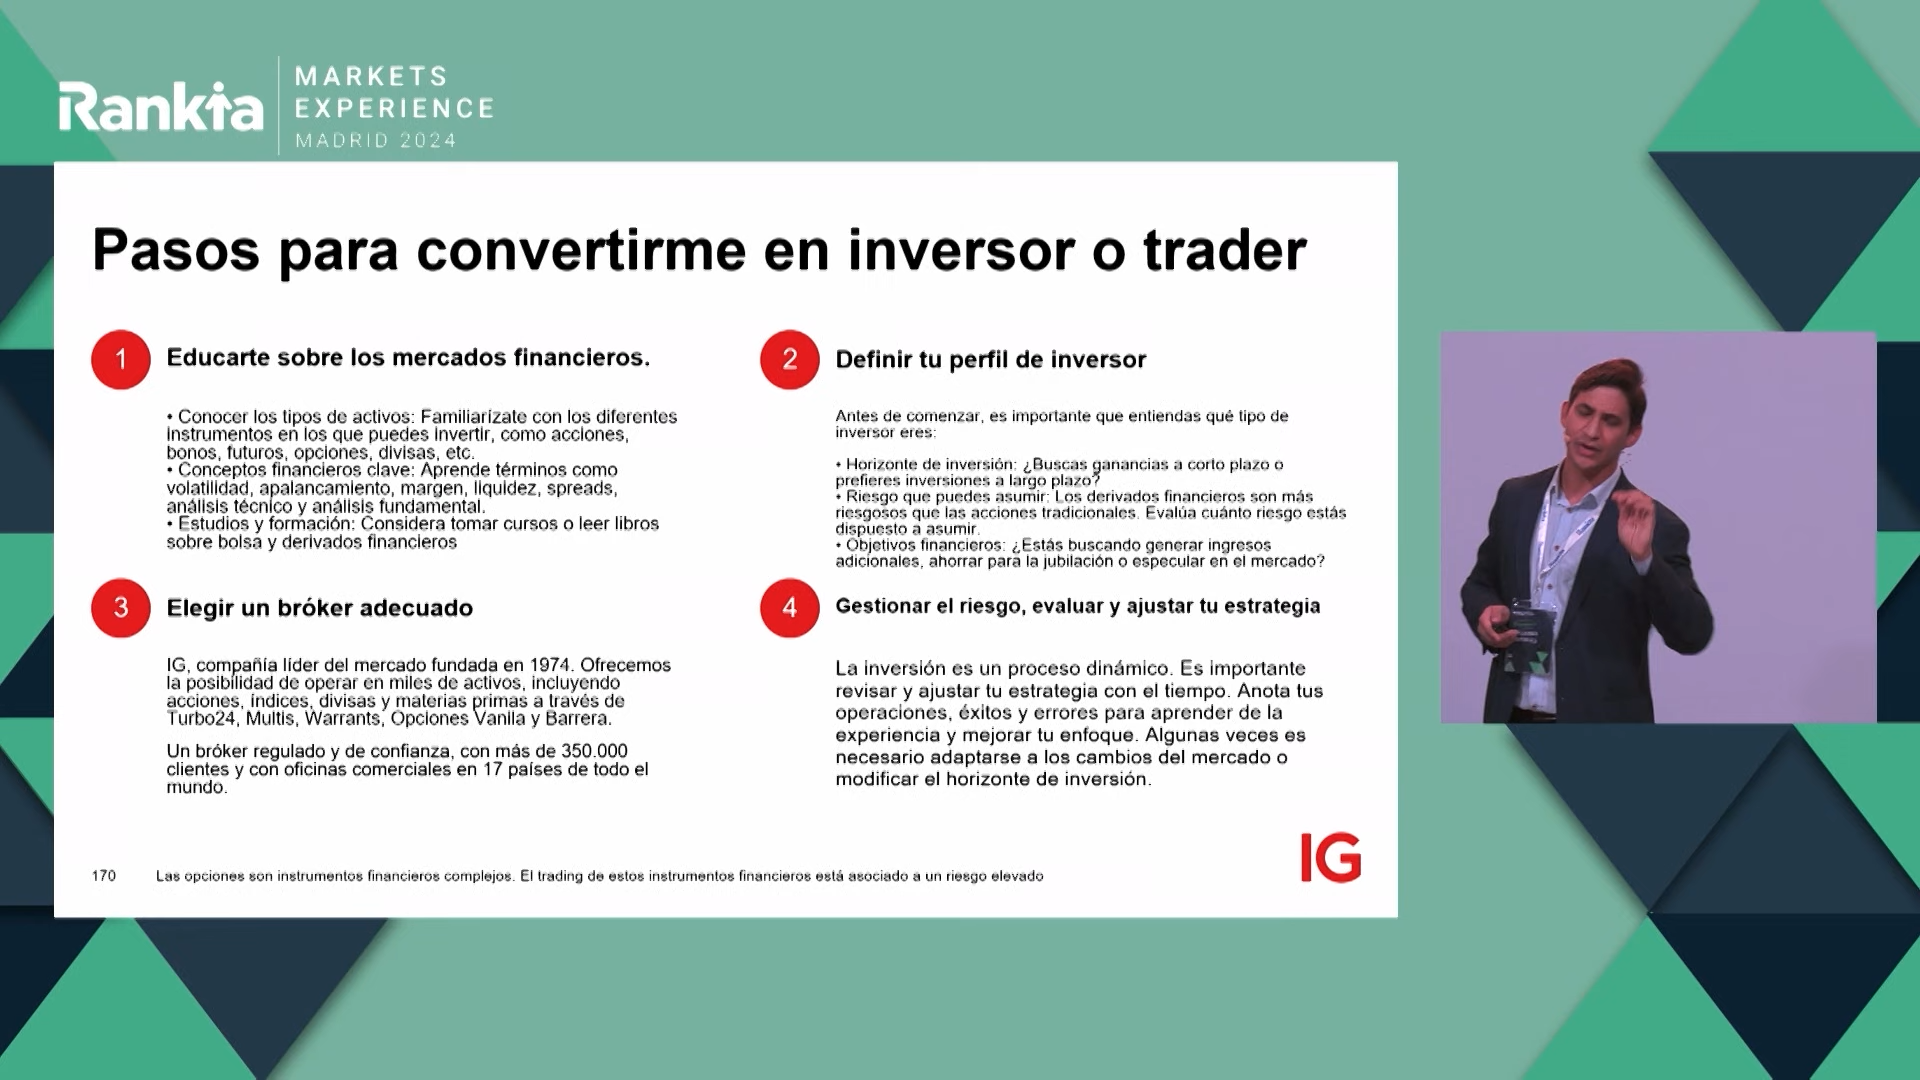 Rankia
MARKETS
EXPERIENCE
MADRID 2024
Pasos para convertirme en inversor o trader
1
Educarte sobre los mercados financieros.
• Conocer los tipos de activos: Familiarízate con los diferentes
instrumentos en los que puedes invertir, como acciones,
bonos, futuros, opciones, divisas, etc.
• Conceptos financieros clave: Aprende términos como
volatilidad, apalancamiento, margen, liquidez, spreads,
análisis técnico y análisis fundamental.
• Estudios y formación: Considera tomar cursos o leer libros
sobre bolsa y derivados financieros
2
Definir tu perfil de inversor
Antes de comenzar, es importante que entiendas qué tipo de
inversor eres:
• Horizonte de inversión: ¿Buscas ganancias a corto plazo o
prefieres inversiones a largo plazo?
• Riesgo que puedes asumir: Los derivados financieros son más
riesgosos que las acciones tradicionales. Evalúa cuánto riesgo estás
dispuesto a asumir.
• Objetivos financieros: ¿Estás buscando generar ingresos
adicionales, ahorrar para la jubilación o especular en el mercado?
3
Elegir un bróker adecuado
IG, compañía líder del mercado fundada en 1974. Ofrecemos
la posibilidad de operar en miles de activos, incluyendo
acciones, índices, divisas y materias primas a través de
Turbo24, Multis, Warrants, Opciones Vanila y Barrera.
Un bróker regulado y de confianza, con más de 350.000
clientes y con oficinas comerciales en 17 países de todo el
mundo.
4
Gestionar el riesgo, evaluar y ajustar tu estrategia
La inversión es un proceso dinámico. Es importante
revisar y ajustar tu estrategia con el tiempo. Anota tus
operaciones, éxitos y errores para aprender de la
experiencia y mejorar tu enfoque. Algunas veces es
necesario adaptarse a los cambios del mercado o
modificar el horizonte de inversión.
170
Las opciones son instrumentos financieros complejos. El trading de estos instrumentos financieros está asociado a un riesgo elevado
IG